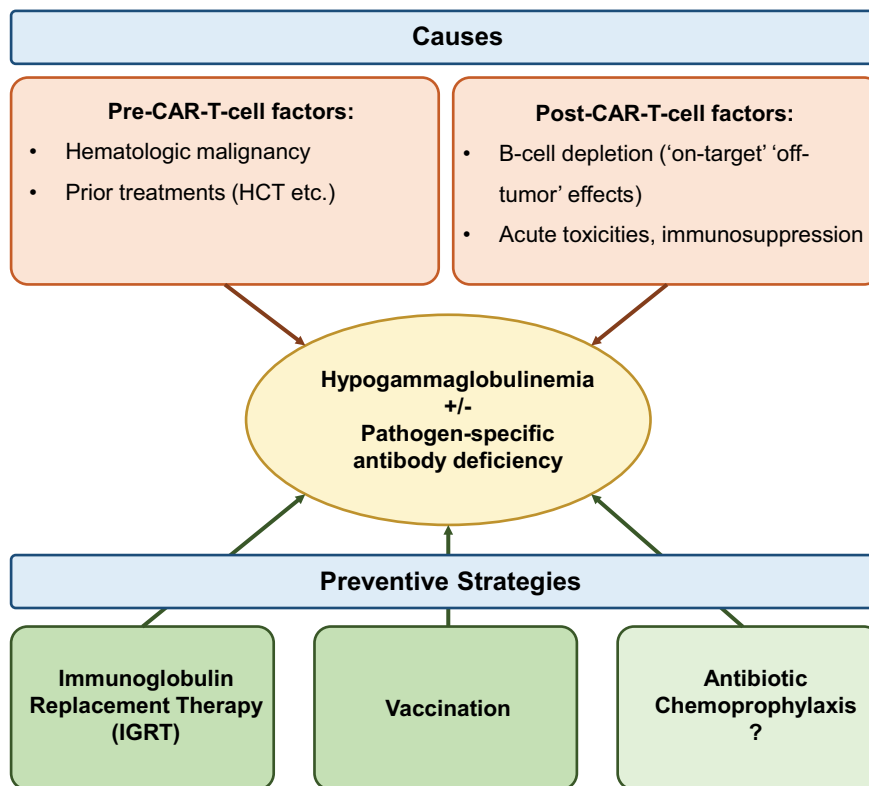 Causes
Pre-CAR-T-cell factors:
• Hematologic malignancy
• Prior treatments (HCT etc.)
Post-CAR-T-cell factors:
• B-cell depletion (‘on-target’ ‘off-
tumor’ effects)
• Acute toxicities, immunosuppression
Hypogammaglobulinemia
+/-
Pathogen-specific
antibody deficiency
Preventive Strategies
Immunoglobulin
Replacement Therapy
(IGRT)
Vaccination
Antibiotic
Chemoprophylaxis
?